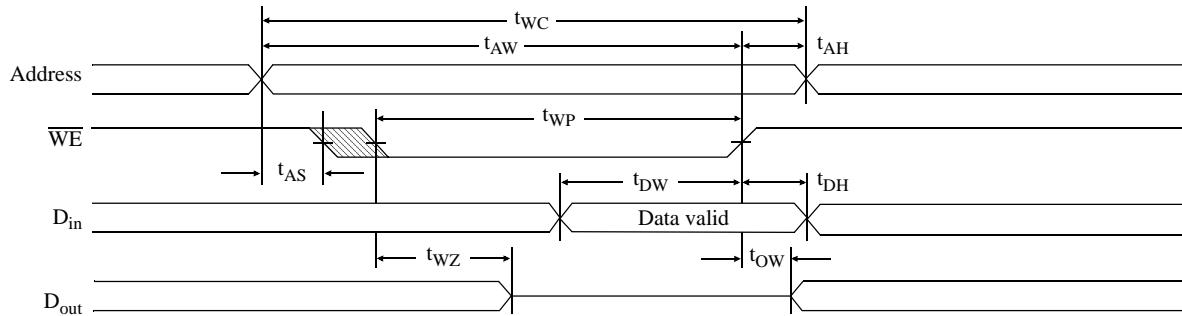 tWC
tAW tAH
Address
tWP
WE
tAS
tDW tDH
Din Data valid
tWZ tOW
Dout